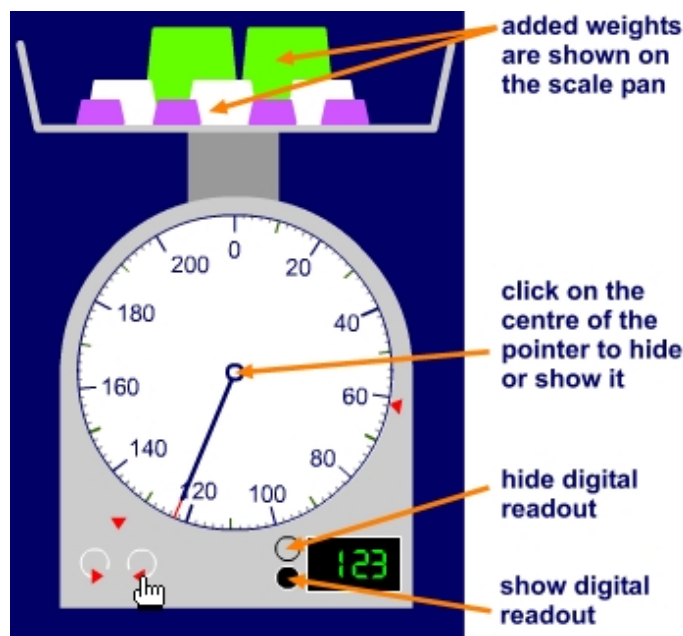 added weights
are shown on
the scale pan
0
20
40
60
80
100
120
140
160
180
200
click on the
centre of the
pointer to hide
or show it
hide digital
readout
123
show digital
readout